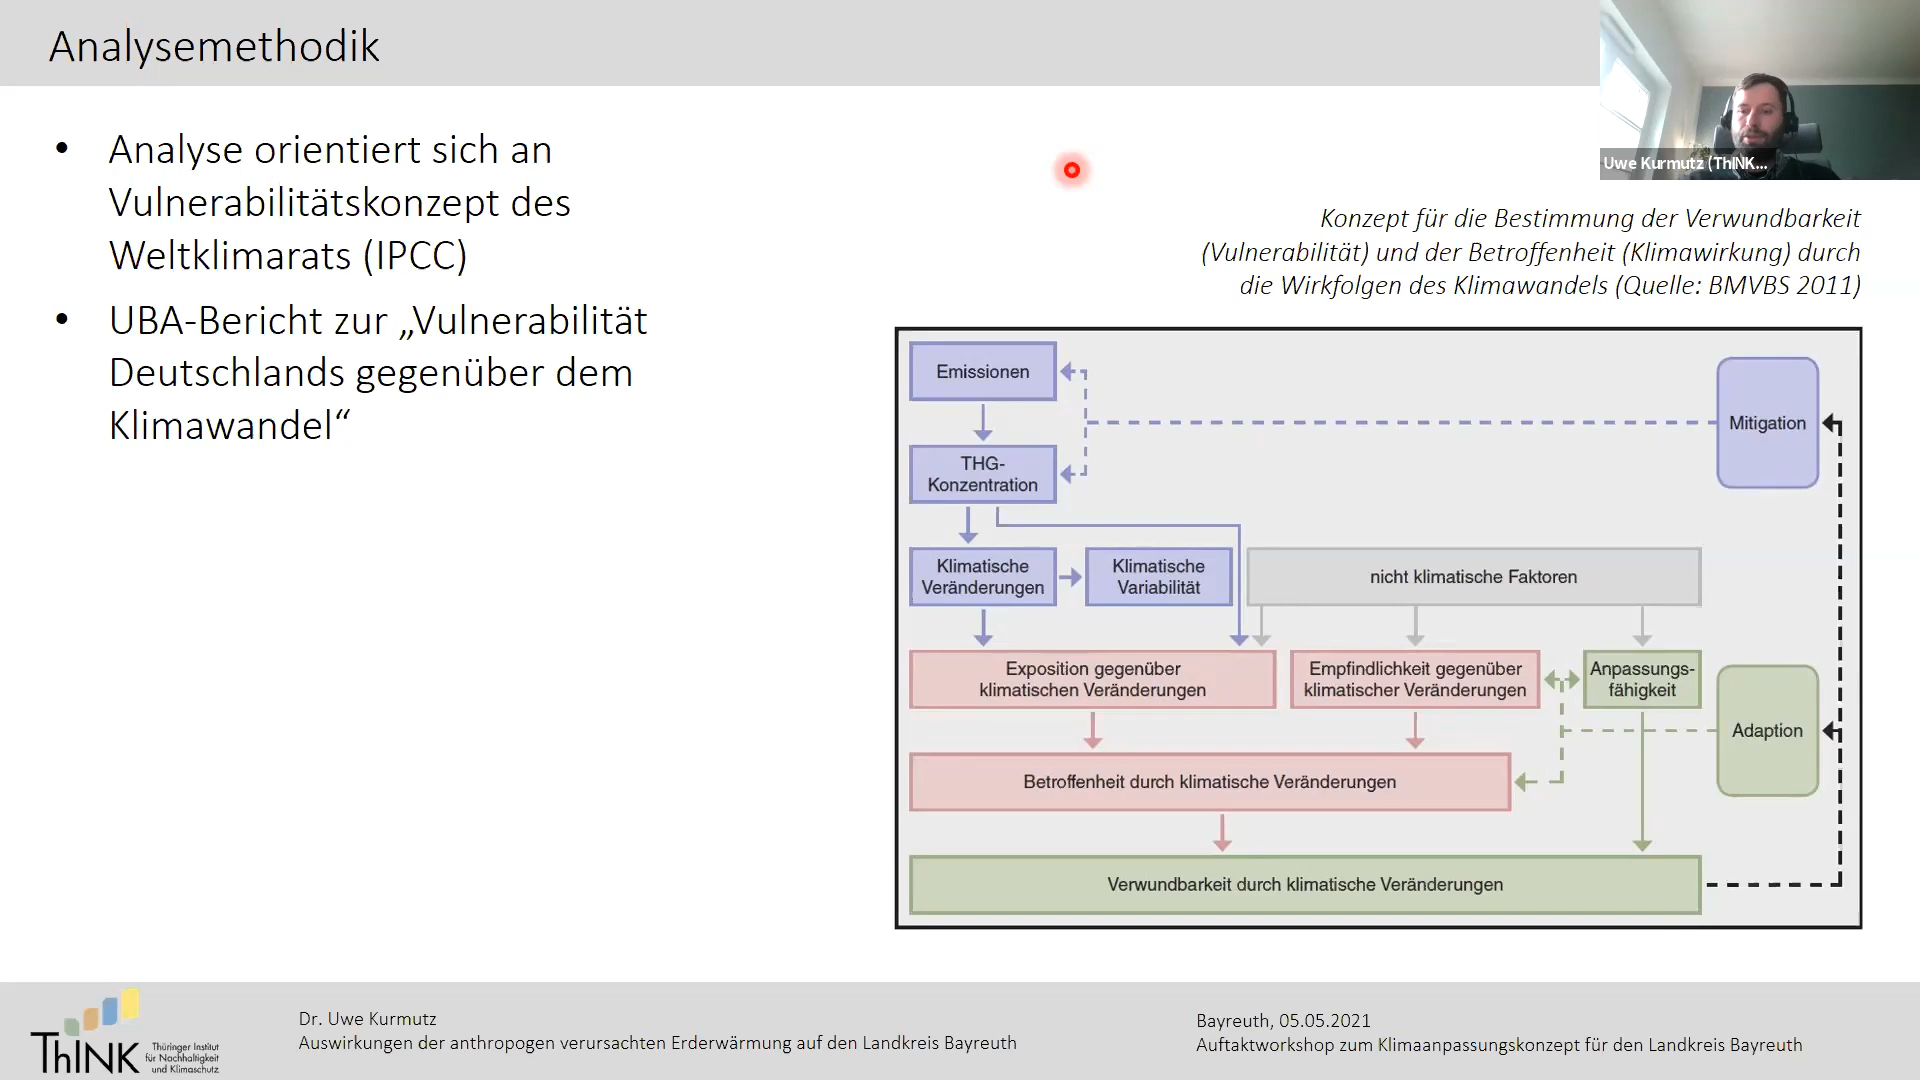 Analysemethodik
Uwe Kurmutz (ThINK...
• Analyse orientiert sich an
Vulnerabilitätskonzept des
Weltklimarats (IPCC)
• UBA-Bericht zur „Vulnerabilität
Deutschlands gegenüber dem
Klimawandel“
Konzept für die Bestimmung der Verwundbarkeit
(Vulnerabilität) und der Betroffenheit (Klimawirkung) durch
die Wirkfolgen des Klimawandels (Quelle: BMVBS 2011)
Emissionen
Mitigation
THG-
Konzentration
Klimatische
Veränderungen
Klimatische
Variabilität
nicht klimatische Faktoren
Exposition gegenüber
klimatischen Veränderungen
Empfindlichkeit gegenüber
klimatischer Veränderungen
Anpassungs-
fähigkeit
Adaption
Betroffenheit durch klimatische Veränderungen
Verwundbarkeit durch klimatische Veränderungen
ThINK
Thüringer Institut
für Nachhaltigkeit
und Klimaschutz
Dr. Uwe Kurmutz
Auswirkungen der anthropogen verursachten Erderwärmung auf den Landkreis Bayreuth
Bayreuth, 05.05.2021
Auftaktworkshop zum Klimaanpassungskonzept für den Landkreis Bayreuth